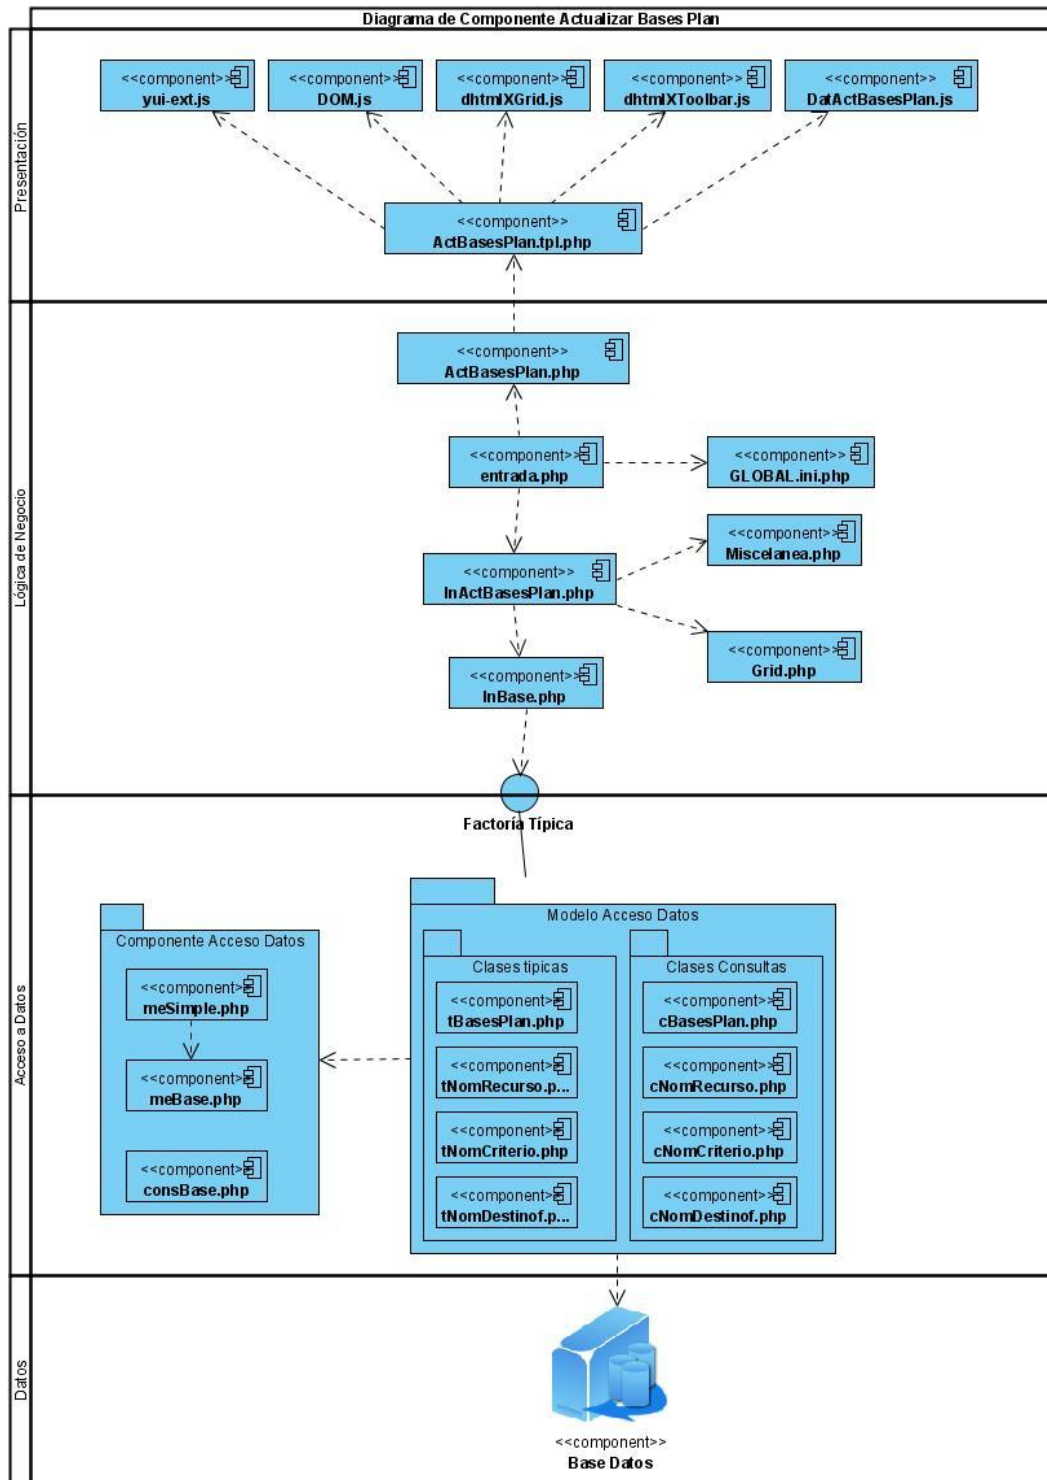 Diagrama de Componente Actualizar Bases Plan
Presentación
<<component>>
yui-ext.js
<<component>>
DOM.js
<<component>>
dhtmlXGrid.js
<<component>>
dhtmlXToolbar.js
<<component>>
DatActBasesPlan.js
<<component>>
ActBasesPlan.tpl.php
Lógica de Negocio
<<component>>
ActBasesPlan.php
<<component>>
entrada.php
<<component>>
GLOBAL.ini.php
<<component>>
Miscelanea.php
<<component>>
InActBasesPlan.php
<<component>>
Grid.php
<<component>>
InBase.php
Factoría Típica
Acceso a Datos
Componente Acceso Datos
<<component>>
meSimple.php
<<component>>
meBase.php
<<component>>
consBase.php
Modelo Acceso Datos
Clases tipicas
<<component>>
tBasesPlan.php
<<component>>
tNomRecurso.p...
<<component>>
tNomCriterio.php
<<component>>
tNomDestinof.p...
Clases Consultas
<<component>>
cBasesPlan.php
<<component>>
cNomRecurso.php
<<component>>
cNomCriterio.php
<<component>>
cNomDestinof.php
Datos
<<component>>
Base Datos